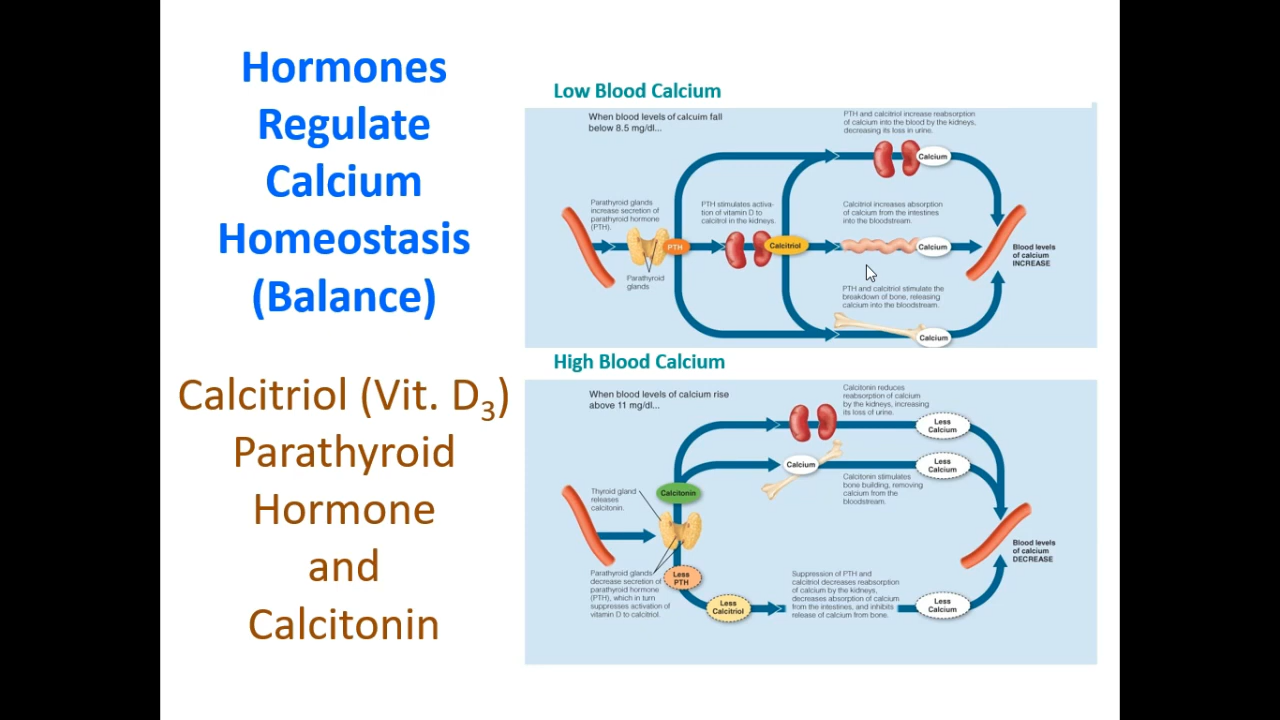 Hormones
Regulate
Calcium
Homeostasis
(Balance)
Calcitriol (Vit. D3)
Parathyroid
Hormone
and
Calcitonin
Low Blood Calcium
When blood levels of calcuim fall
below 8.5 mg/dl...
Parathyroid glands
increase secretion of
parathyroid hormone
(PTH).
Parathyroid
glands
PTH
PTH stimulates activa-
tion of vitamin D to
calcitrol in the kidneys.
Calcitriol
PTH and calcitriol increase reabsorption
of calcium into the blood by the kidneys,
decreasing its loss in urine.
Calcium
Calcitriol increases absorption
of calcium from the intestines
into the bloodstream.
Calcium
PTH and calcitriol stimulate the
breakdown of bone, releasing
calcium into the bloodstream.
Calcium
Blood levels
of calcium
INCREASE
High Blood Calcium
When blood levels of calcium rise
above 11 mg/dl...
Thyroid gland
releases
calcitonin.
Calcitonin
Parathyroid glands
decrease secretion of
parathyroid hormone
(PTH), which in turn
suppresses activation of
vitamin D to calcitriol.
Less
PTH
Less
Calcitriol
Calcitonin reduces
reabsorption of calcium
by the kidneys, increasing
its loss of urine.
Less
Calcium
Calcium
Less
Calcium
Calcitonin stimulates
bone building, removing
calcium from the
bloodstream.
Suppression of PTH and
calcitriol decreases reabsorption
of calcium by the kidneys,
decreases absorption of calcium
from the intestines, and inhibits
release of calcium from bone.
Less
Calcium
Blood levels
of calcium
DECREASE